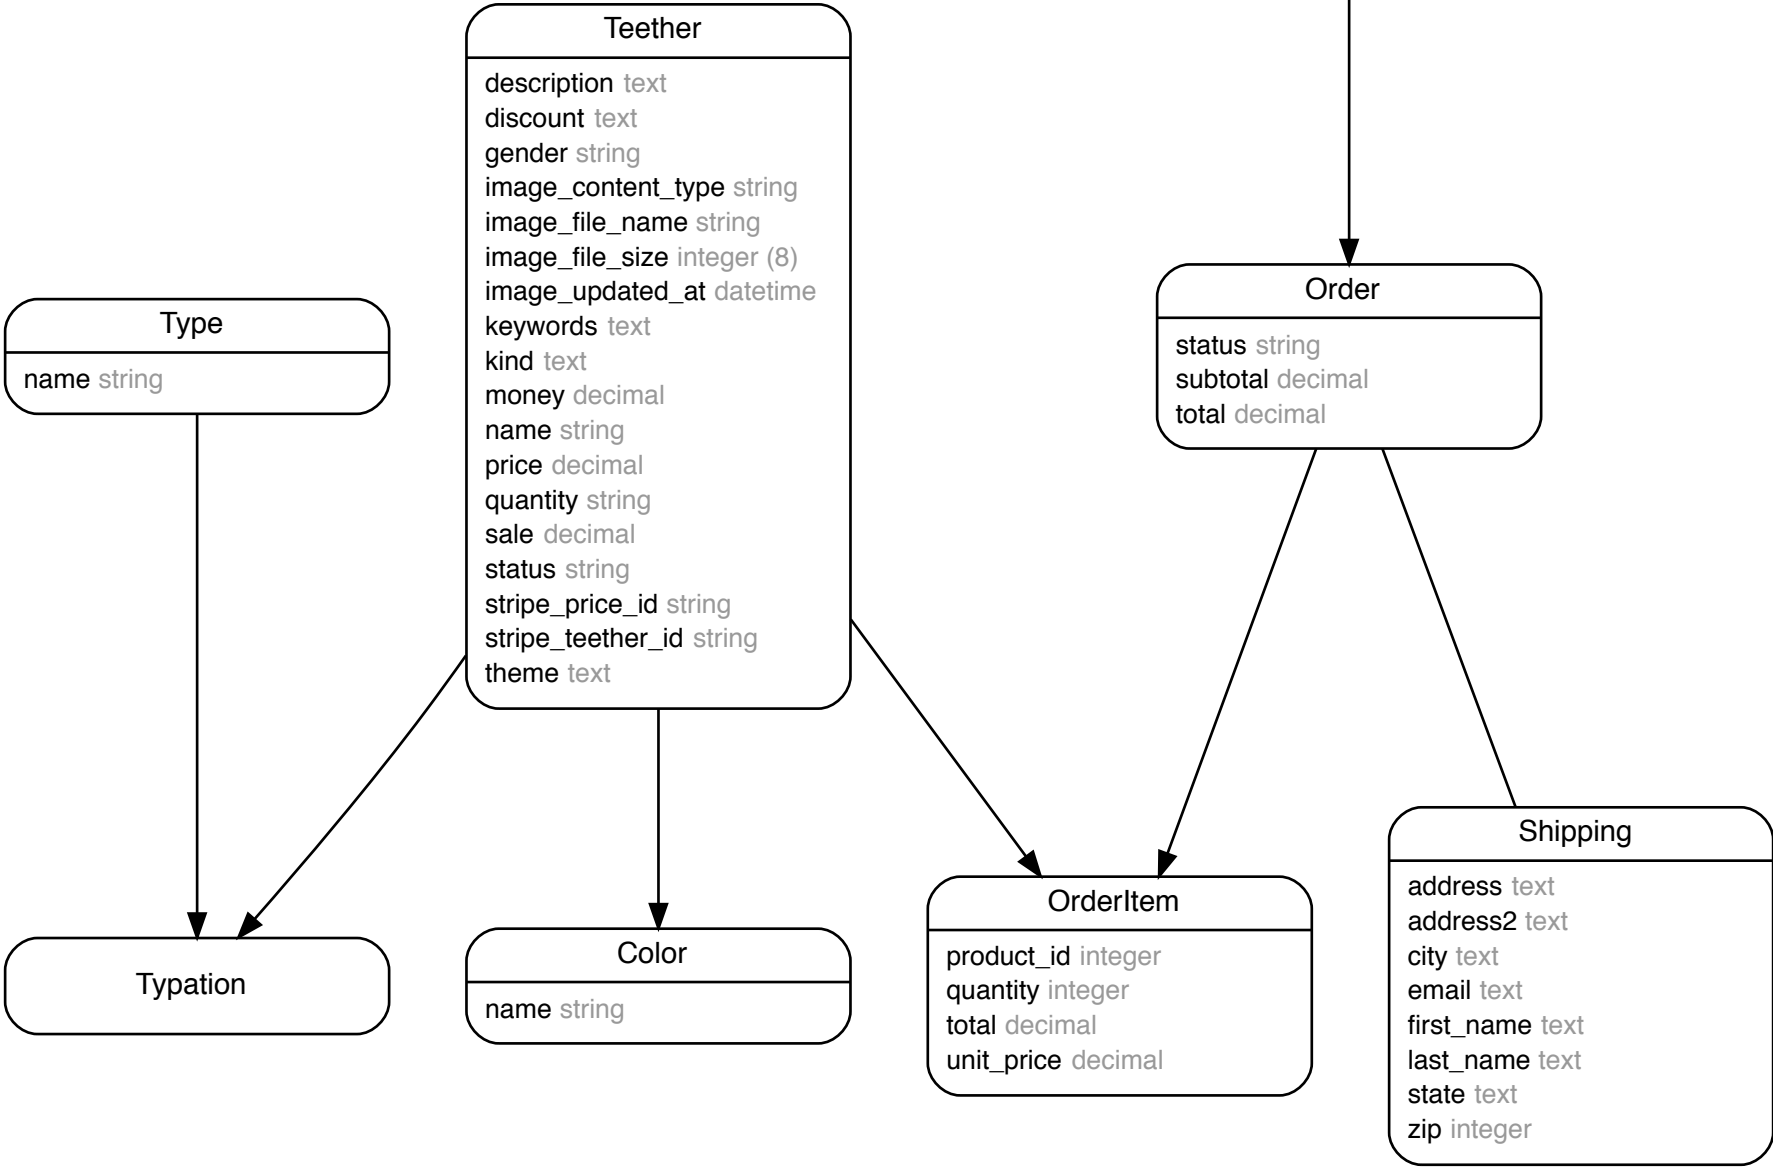 Teether
description text
discount text
gender string
image_content_type string
image_file_name string
image_file_size integer (8)
image_updated_at datetime
keywords text
kind text
money decimal
name string
price decimal
quantity string
sale decimal
status string
stripe_price_id string
stripe_teether_id string
theme text
Order
status string
subtotal decimal
total decimal
Type
name string
Typation
Color
name string
OrderItem
product_id integer
quantity integer
total decimal
unit_price decimal
Shipping
address text
address2 text
city text
email text
first_name text
last_name text
state text
zip integer